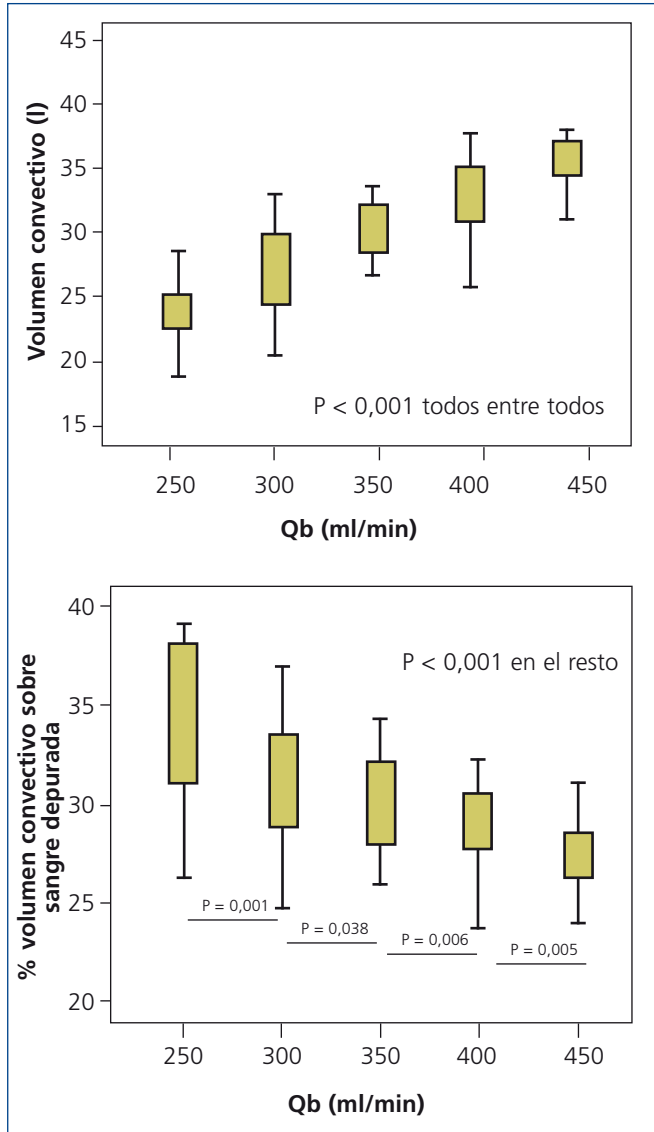 Volumen convectivo (l)
45
40
35
30
25
20
15
P < 0,001 todos entre todos
250 300 350 400 450
Qb (ml/min)
% volumen convectivo sobre
sangre depurada
40
35
30
25
20
P < 0,001 en el resto
P = 0,001
P = 0,038
P = 0,006
P = 0,005
250 300 350 400 450
Qb (ml/min)